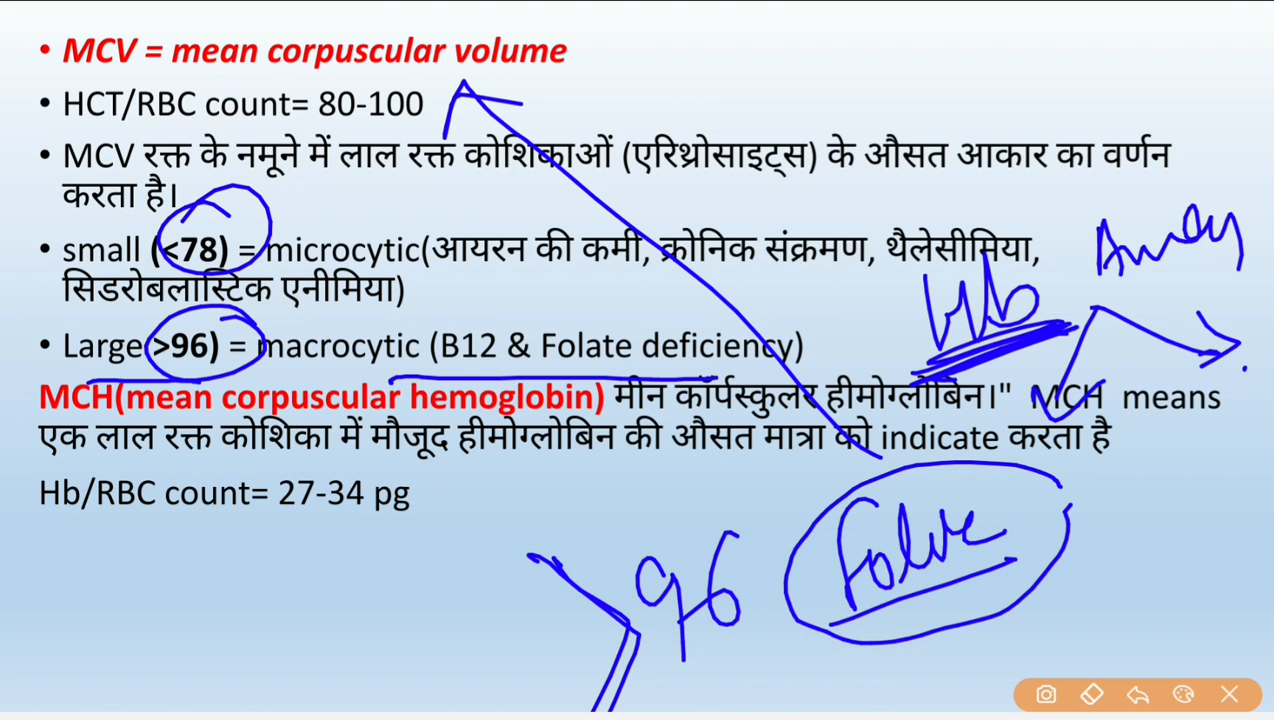 • MCV = mean corpuscular volume
• HCT/RBC count= 80-100
• MCV रक्त के नमूने में लाल रक्त कोशिकाओं (एरिथ्रोसाइट्स) के औसत आकार का वर्णन
करता है।
• small (<78) = microcytic(आयरन की कमी, क्रोनिक संक्रमण, थैलेसीमिया,
सिडरोबलास्टिक एनीमिया)
• Large >96) = macrocytic (B12 & Folate deficiency)
MCH(mean corpuscular hemoglobin) मीन कॉर्पस्कुलर हीमोग्लोबिन।" MCH means
एक लाल रक्त कोशिका में मौजूद हीमोग्लोबिन की औसत मात्रा को indicate करता है
Hb/RBC count= 27-34 pg
Hb
96